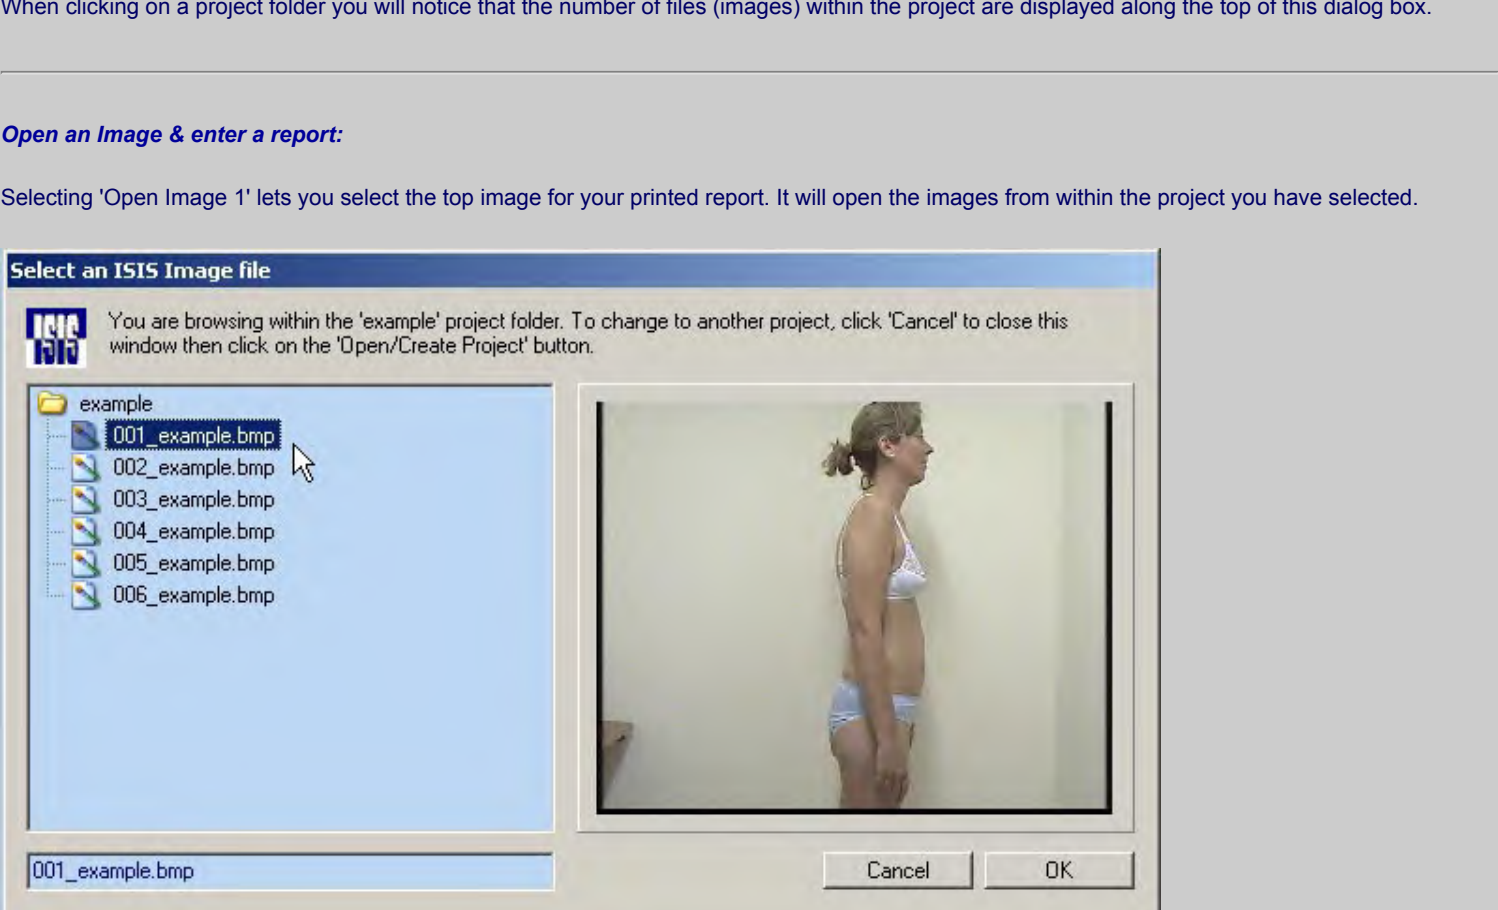 When clicking on a project folder you will notice that the number of files (images) within the project are displayed along the top of this dialog box.
Open an Image & enter a report:
Selecting 'Open Image 1' lets you select the top image for your printed report. It will open the images from within the project you have selected.
Select an ISIS Image file
ISIS
ISIS
You are browsing within the 'example' project folder. To change to another project, click 'Cancel' to close this
window then click on the 'Open/Create Project' button.
example
001_example.bmp
002_example.bmp
003_example.bmp
004_example.bmp
005_example.bmp
006_example.bmp
001_example.bmp
Cancel
OK